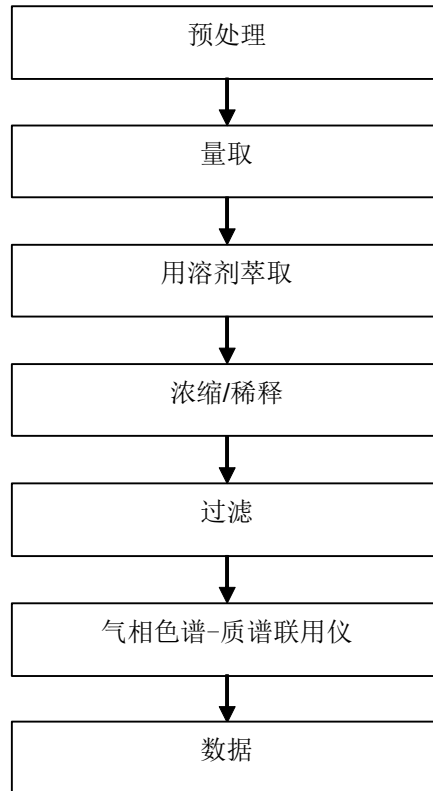 预处理
量取
用溶剂萃取
浓缩/稀释
过滤
气相色谱-质谱联用仪
数据